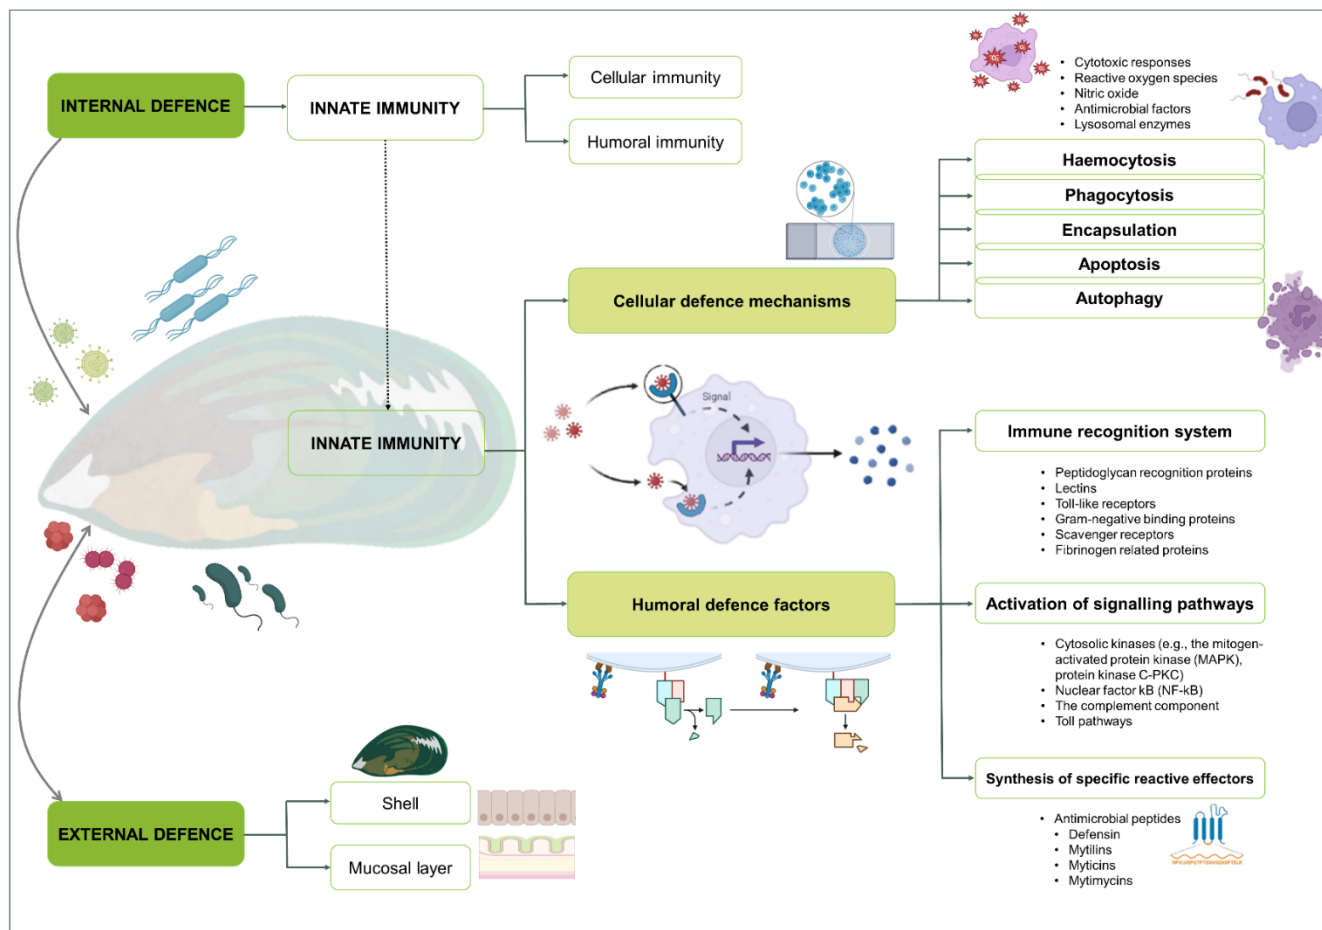 INTERNAL DEFENCE
INNATE IMMUNITY
Cellular immunity
Humoral immunity
• Cytotoxic responses
• Reactive oxygen species
• Nitric oxide
• Antimicrobial factors
• Lysosomal enzymes
Haemocytosis
Phagocytosis
Encapsulation
Apoptosis
Autophagy
Cellular defence mechanisms
INNATE IMMUNITY
Signal
Immune recognition system
• Peptidoglycan recognition proteins
• Lectins
• Toll-like receptors
• Gram-negative binding proteins
• Scavenger receptors
• Fibrinogen related proteins
Humoral defence factors
Activation of signalling pathways
• Cytosolic kinases (e.g., the mitogen-
activated protein kinase (MAPK),
protein kinase C-PKC)
• Nuclear factor kB (NF-kB)
• The complement component
• Toll pathways
Synthesis of specific reactive effectors
• Antimicrobial peptides
• Defensin
• Mytilins
• Myticins
• Mytimycins
EXTERNAL DEFENCE
Shell
Mucosal layer